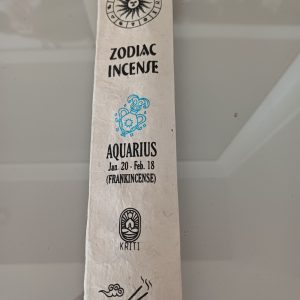 ZODIAC
INCENSE
AQUARIUS
Jan. 20 - Feb. 18
(FRANKINCENSE)
KRITI